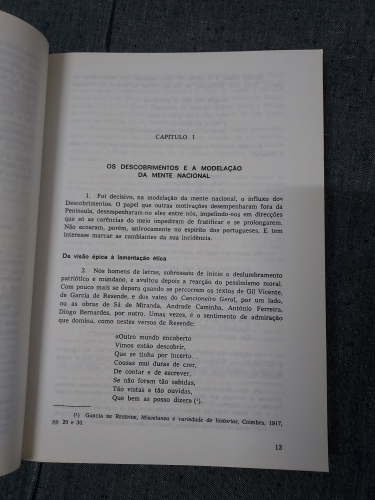 CAPITULO I
OS DESCOBRIMENTOS E A MODELAÇÃO
DA MENTE NACIONAL
1. Foi decisivo, na modelação da mente nacional, o influxo dos
Descobrimentos. O papel que outras motivações desempenharam fora da
Península, desempenharam-no eles entre nós, impelindo-nos em direcções
que só as carências do meio impediram de frutificar e se prolongarem.
Não ecoaram, porém, univocamente no espírito dos portugueses. E tem
interesse marcar as cambiantes da sua incidência.
Da visão épica à lamentação ética
2. Nos homens de letras, sobressaiu de início o deslumbramento
patriótico e mundano, e avultou depois a reacção do pessimismo moral.
Com pouco mais se depara quando se percorrem os textos de Gil Vicente,
de Garcia de Resende, e dos vates do Cancioneiro Geral, por um lado,
ou as obras de Sá de Miranda, Andrade Caminha, António Ferreira,
Diogo Bernardes, por outro. Umas vezes, é o sentimento de admiração
que domina, como nestes versos de Resende:
«Outro mundo encoberto
Vimos então descobrir,
Que se tinha por incerto.
Cousas mui duras de crer,
De contar e de escrever,
Se não foram tão sabidas,
Tão vistas e tão ouvidas,
Que bem as posso dizer» (¹).
(¹) GARCIA DE RESENDE, Miscelanea e variedade de historias, Coimbra, 1917;
pp. 20 e 30.
13